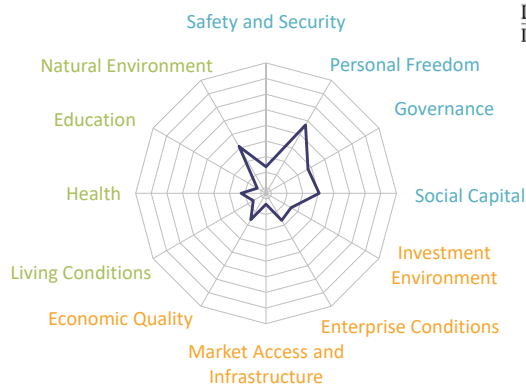 Safety and Security
Natural Environment
Personal Freedom
Education
Governance
Health
Social Capital
Living Conditions
Investment
Environment
Economic Quality
Enterprise Conditions
Market Access and
Infrastructure